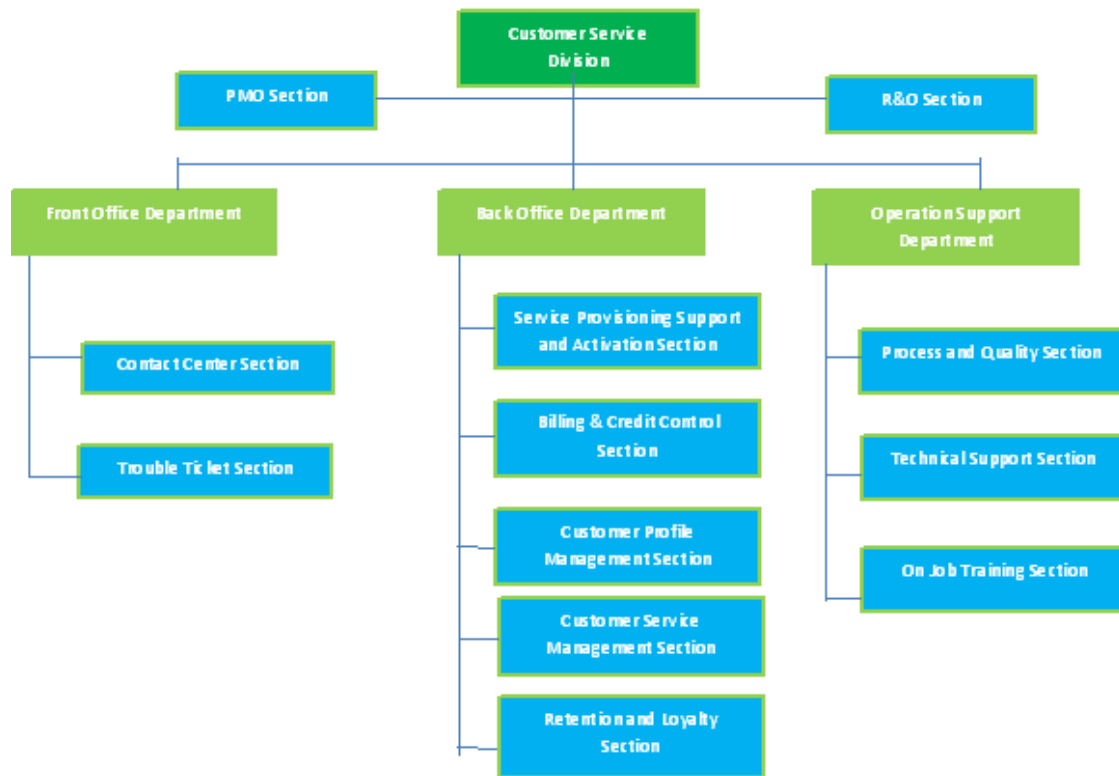 Customer Service
Division
PMO Section
R&O Section
Front Office Department
Back Office Department
Operation Support
Department
Service Provisioning Support
and Activation Section
Process and Quality Section
Contact Center Section
Billing & Credit Control
Section
Technical Support Section
Trouble Ticket Section
Customer Profile
Management Section
On Job Training Section
Customer Service
Management Section
Retention and Loyalty
Section